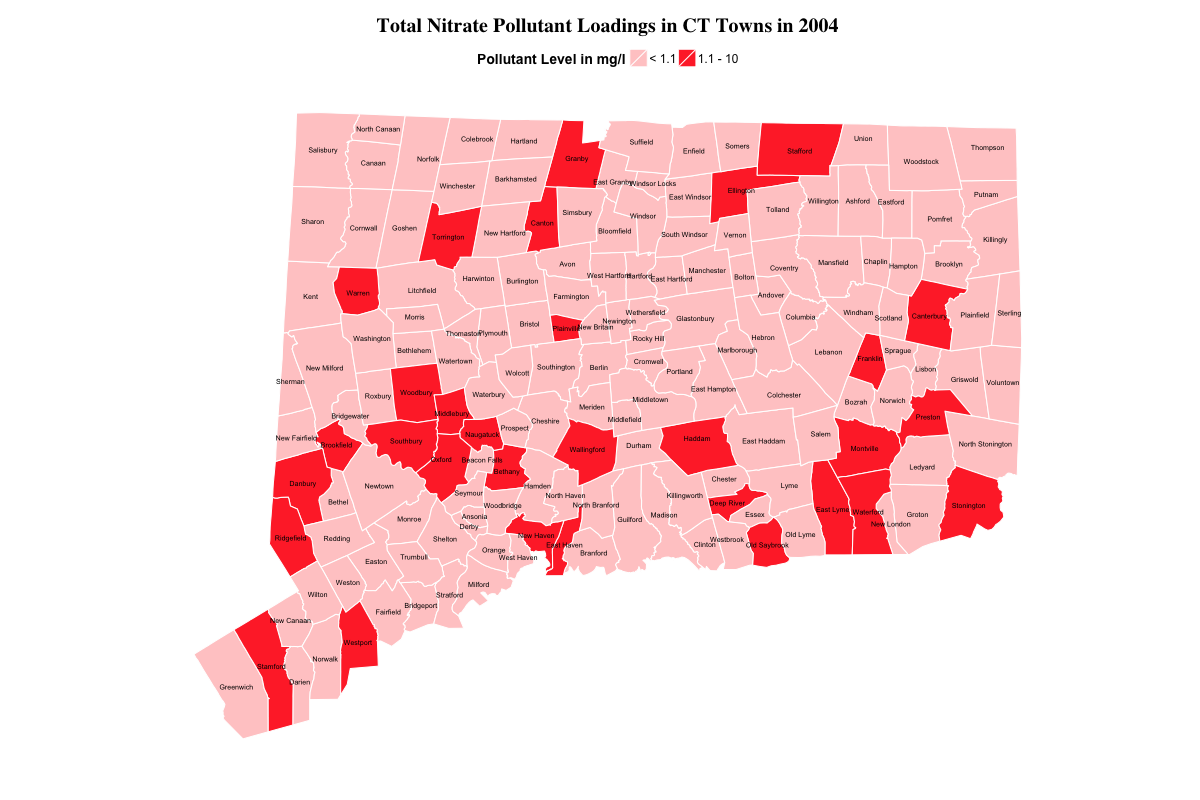 Total Nitrate Pollutant Loadings in CT Towns in 2004
Pollutant Level in mg/l < 1.1 1.1 - 10
North Canaan
Colebrook
Hartland
Suffield
Enfield
Somers
Stafford
Union
Woodstock
Thompson
Salisbury
Canaan
Norfolk
Granby
Winchester
Barkhamsted
East Granby
Windsor Locks
East Windsor
Ellington
Tolland
Willington
Ashford
Eastford
Putnam
Sharon
Cornwall
Goshen
Torrington
New Hartford
Canton
Simsbury
Bloomfield
Windsor
South Windsor
Vernon
Pomfret
Killingly
Avon
West Hartford
Hartford
East Hartford
Manchester
Bolton
Coventry
Mansfield
Chaplin
Hampton
Brooklyn
Kent
Warren
Litchfield
Harwinton
Burlington
Farmington
Andover
Morris
Bristol
Plainville
New Britain
Newington
Wethersfield
Glastonbury
Columbia
Windham
Scotland
Canterbury
Plainfield
Sterling
Washington
Bethlehem
Thomaston
Plymouth
Watertown
Rocky Hill
Hebron
Marlborough
Lebanon
Franklin
Sprague
Lisbon
Griswold
Voluntown
Sherman
New Milford
Roxbury
Woodbury
Waterbury
Wolcott
Southington
Berlin
Cromwell
Portland
East Hampton
Colchester
Bozrah
Norwich
Preston
Bridgewater
Middlebury
Naugatuck
Prospect
Cheshire
Meriden
Middletown
Middlefield
New Fairfield
Brookfield
Southbury
Oxford
Beacon Falls
Bethany
Wallingford
Durham
Haddam
East Haddam
Salem
Montville
Ledyard
North Stonington
Danbury
Bethel
Newtown
Seymour
Woodbridge
Hamden
North Haven
North Branford
Guilford
Madison
Killingworth
Chester
Deep River
Essex
Lyme
East Lyme
Waterford
New London
Groton
Stonington
Ridgefield
Redding
Monroe
Ansonia
Derby
Shelton
Orange
New Haven
East Haven
West Haven
Branford
Clinton
Westbrook
Old Saybrook
Old Lyme
Easton
Trumbull
Weston
Wilton
Milford
Stratford
Bridgeport
Fairfield
New Canaan
Westport
Norwalk
Stamford
Darien
Greenwich